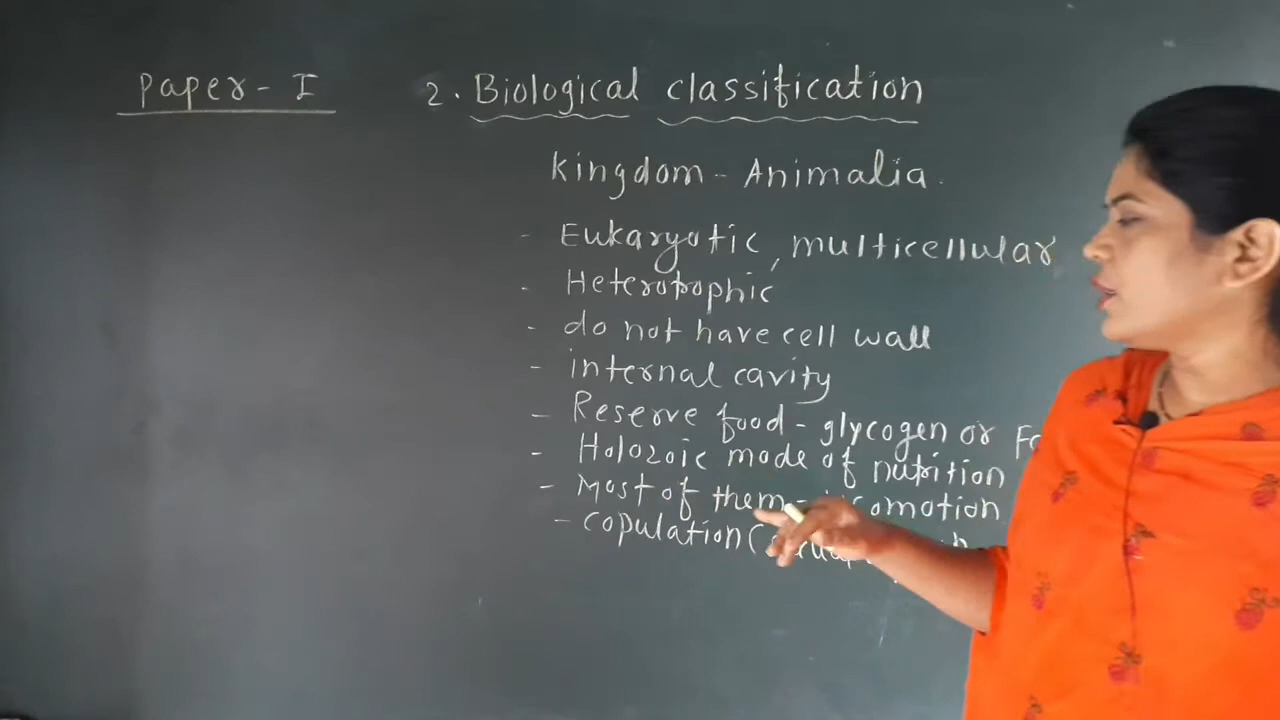 Paper - I
2. Biological classification
Kingdom - Animalia.
- Eukaryotic, multicellular
- Heterotrophic
- do not have cell wall
- internal cavity
- Reserve food - glycogen or
- Holozoic mode of nutrition
- Most of them -
- copulation (